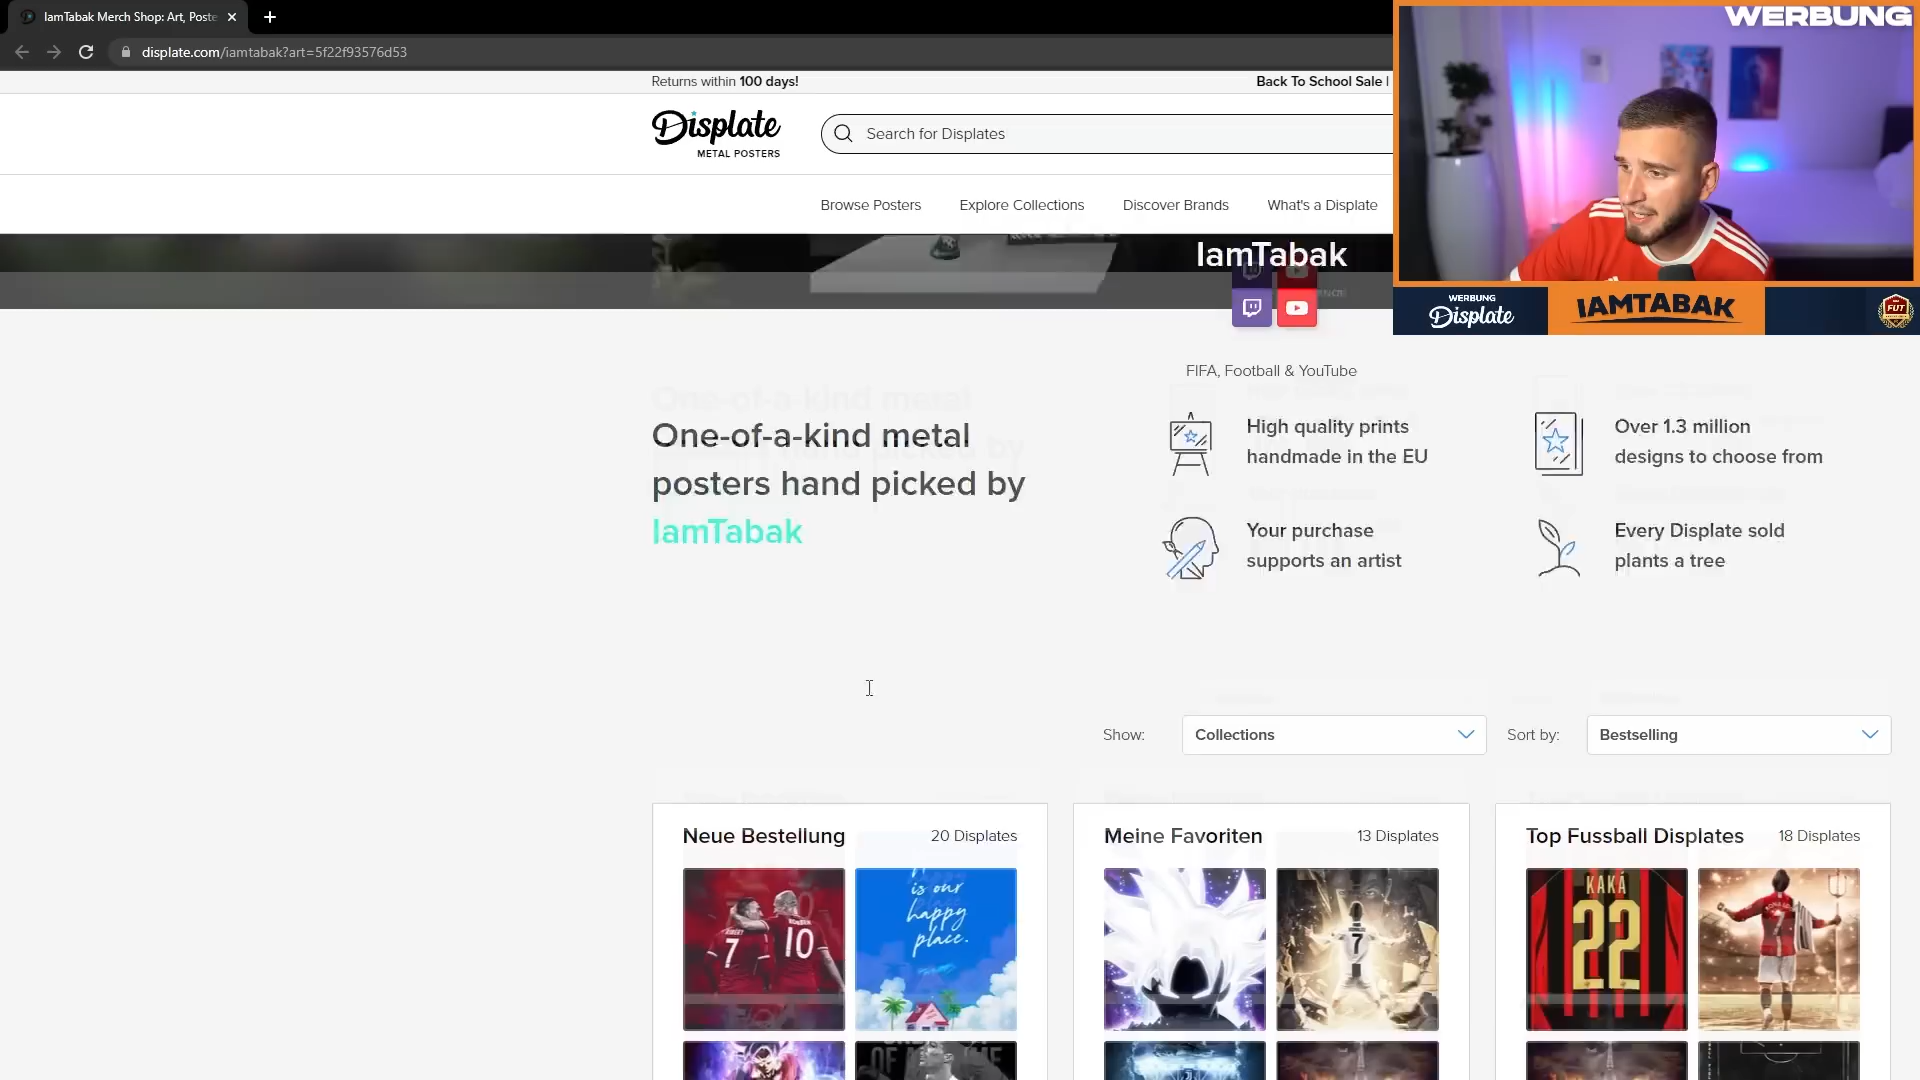 IamTabak Merch Shop: Art, Poste
displate.com/iamtabak?art=5f22f93576d53
Returns within 100 days!
Back To School Sale |
Displate
METAL POSTERS
Search for Displates
Browse Posters
Explore Collections
Discover Brands
What's a Displate
WERBUNG
WERBUNG
Displate
IAMTABAK
FUT
IamTabak
FIFA, Football & YouTube
One-of-a-kind metal
posters hand picked by
IamTabak
High quality prints
handmade in the EU
Over 1.3 million
designs to choose from
Your purchase
supports an artist
Every Displate sold
plants a tree
Show:
Collections
Sort by:
Bestselling
Neue Bestellung
20 Displates
Meine Favoriten
13 Displates
Top Fussball Displates
18 Displates
7
10
is our
happy
place.
7
KAKÁ
22
7